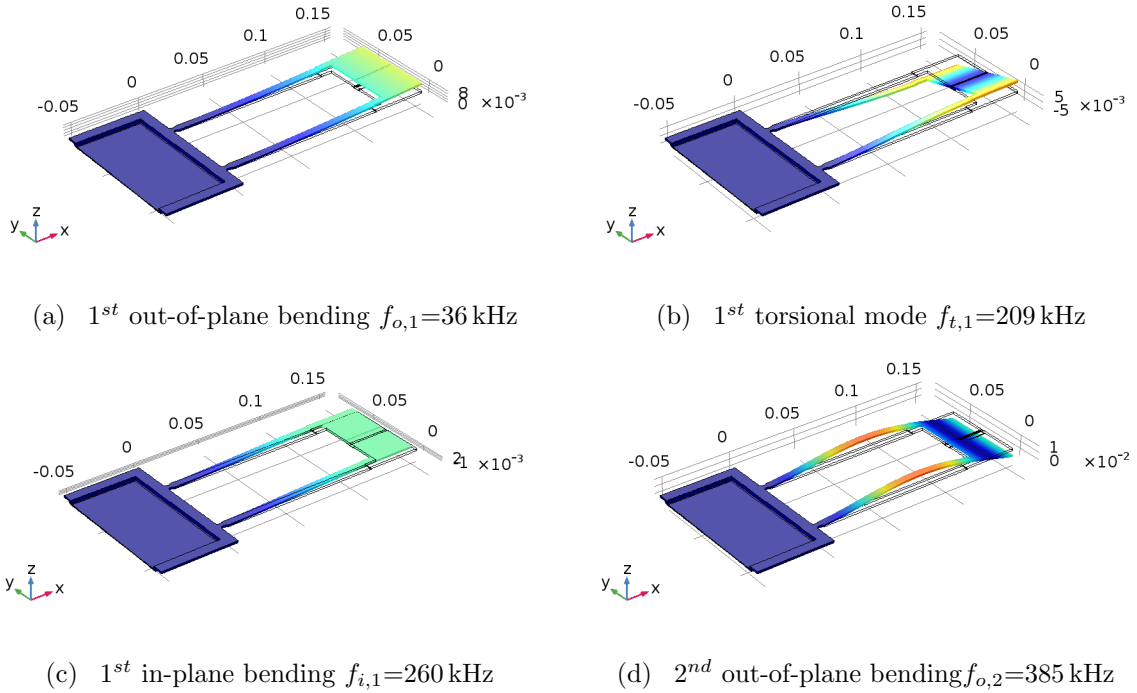 0.15
0.1
0.05
0.05
0
0
-0.05
8
0
×10⁻³
z
y
x
0.15
0.1
0.05
0.05
0
0
-0.05
5
-5
×10⁻³
z
y
x
(a) 1ˢᵗ out-of-plane bending f_{o,1}=36 kHz
(b) 1ˢᵗ torsional mode f_{t,1}=209 kHz
0.15
0.1
0.05
0.05
0
0
-0.05
2
1
×10⁻³
z
y
x
0.15
0.1
0.05
0.05
0
0
-0.05
1
0
×10⁻²
z
y
x
(c) 1ˢᵗ in-plane bending f_{i,1}=260 kHz
(d) 2ⁿᵈ out-of-plane bendingf_{o,2}=385 kHz